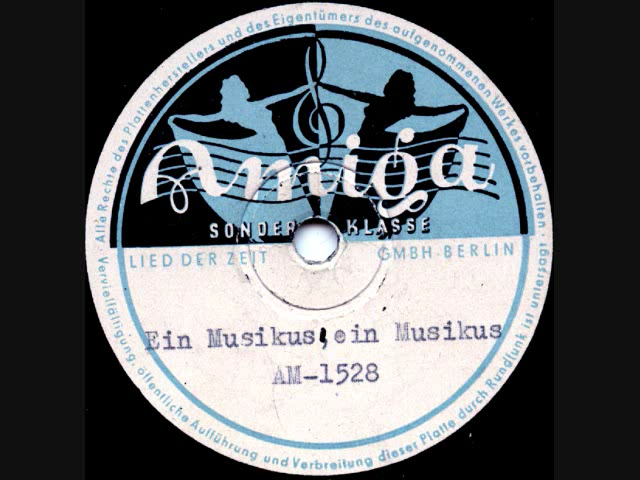 Alle Rechte des Plattenherstellers und des Eigentümers des aufgenommenen Werkes vorbehalten · Vervielfältigung, öffentliche Aufführung und Verbreitung dieser Platte durch Rundfunk ist untersagt ·
Amiga
SONDER KLASSE
LIED DER ZEIT GMBH · BERLIN
Ein Musikus, ein Musikus
AM-1528